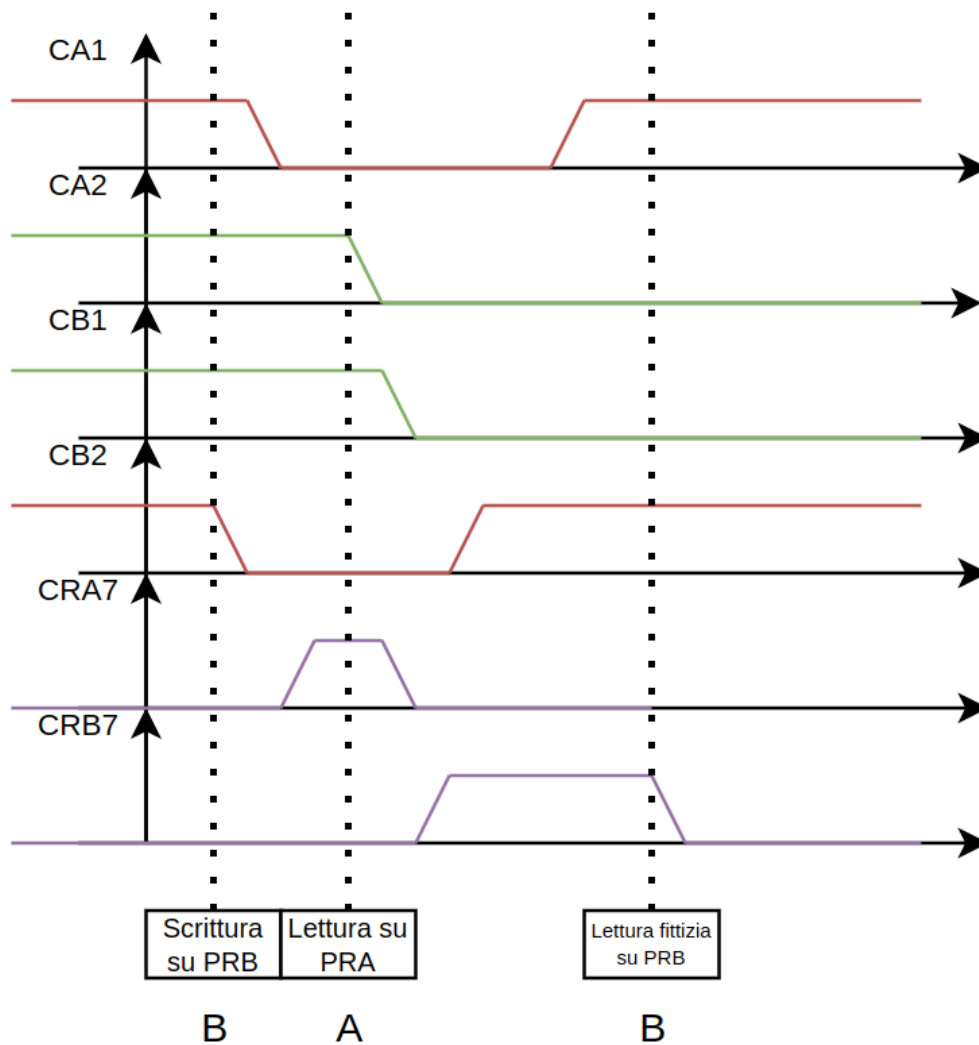 CA1
CA2
CB1
CB2
CRA7
CRB7
Scrittura
su PRB
Lettura su
PRA
Lettura fittizia
su PRB
B
A
B